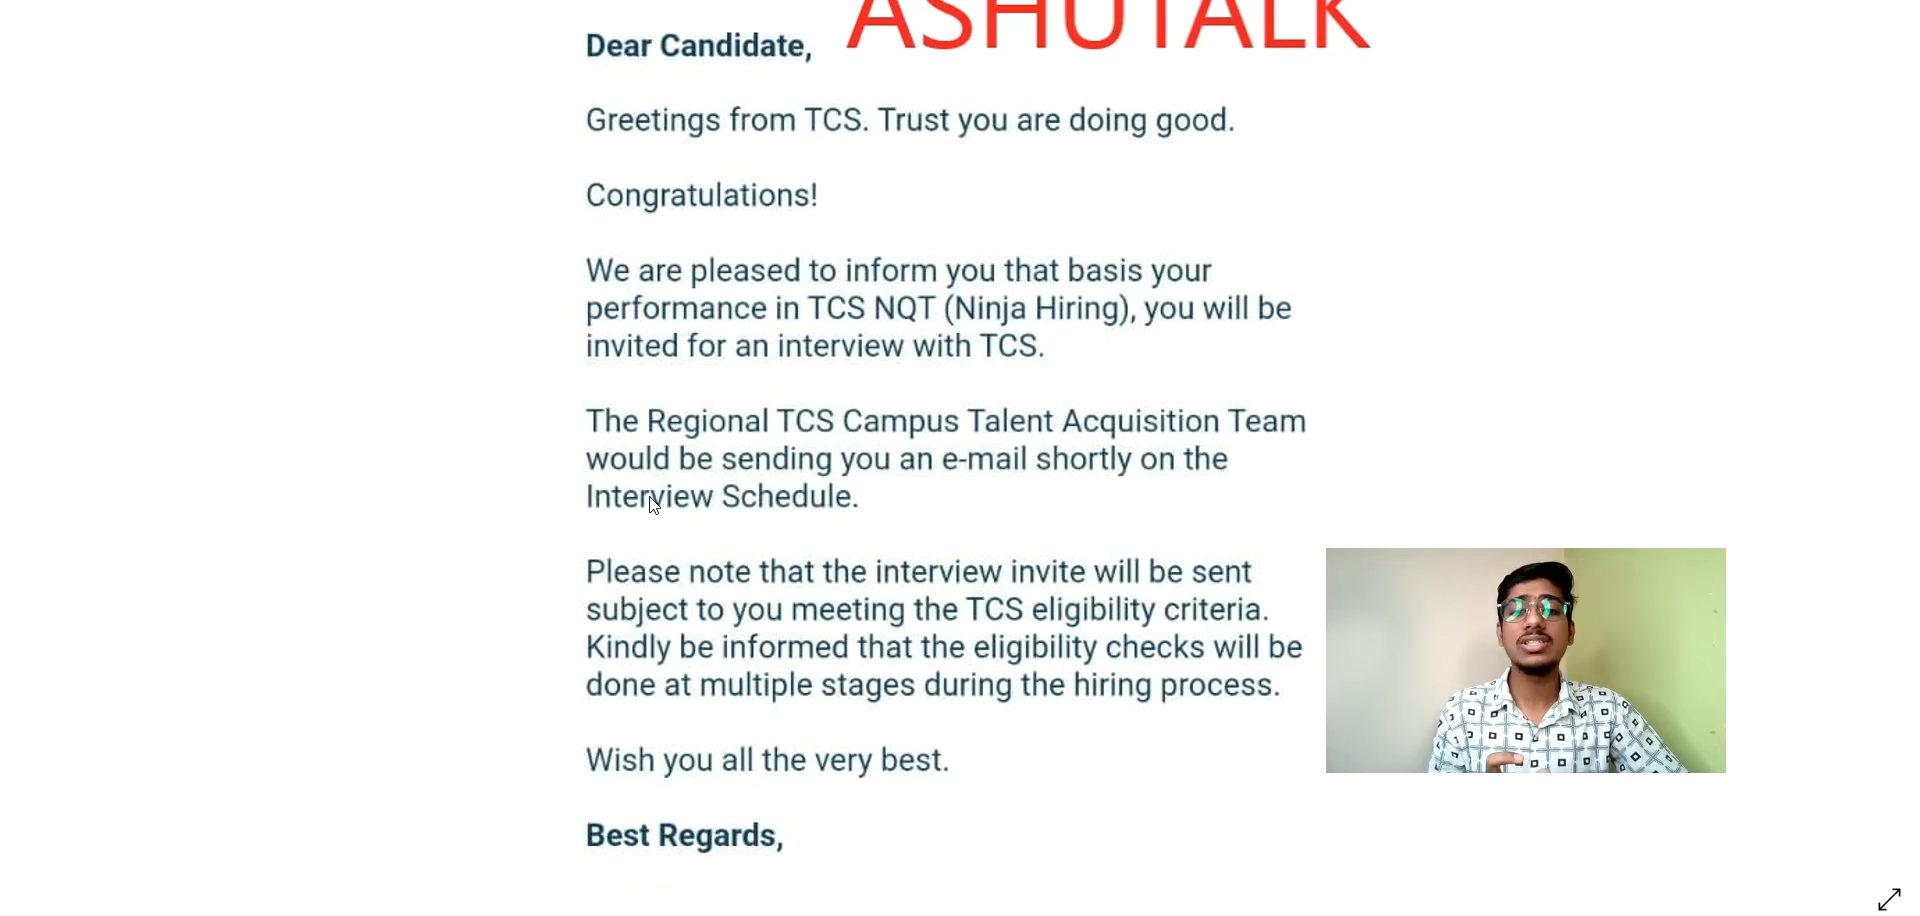 ASHUTALK
Dear Candidate,
Greetings from TCS. Trust you are doing good.
Congratulations!
We are pleased to inform you that basis your
performance in TCS NQT (Ninja Hiring), you will be
invited for an interview with TCS.
The Regional TCS Campus Talent Acquisition Team
would be sending you an e-mail shortly on the
Interview Schedule.
Please note that the interview invite will be sent
subject to you meeting the TCS eligibility criteria.
Kindly be informed that the eligibility checks will be
done at multiple stages during the hiring process.
Wish you all the very best.
Best Regards,